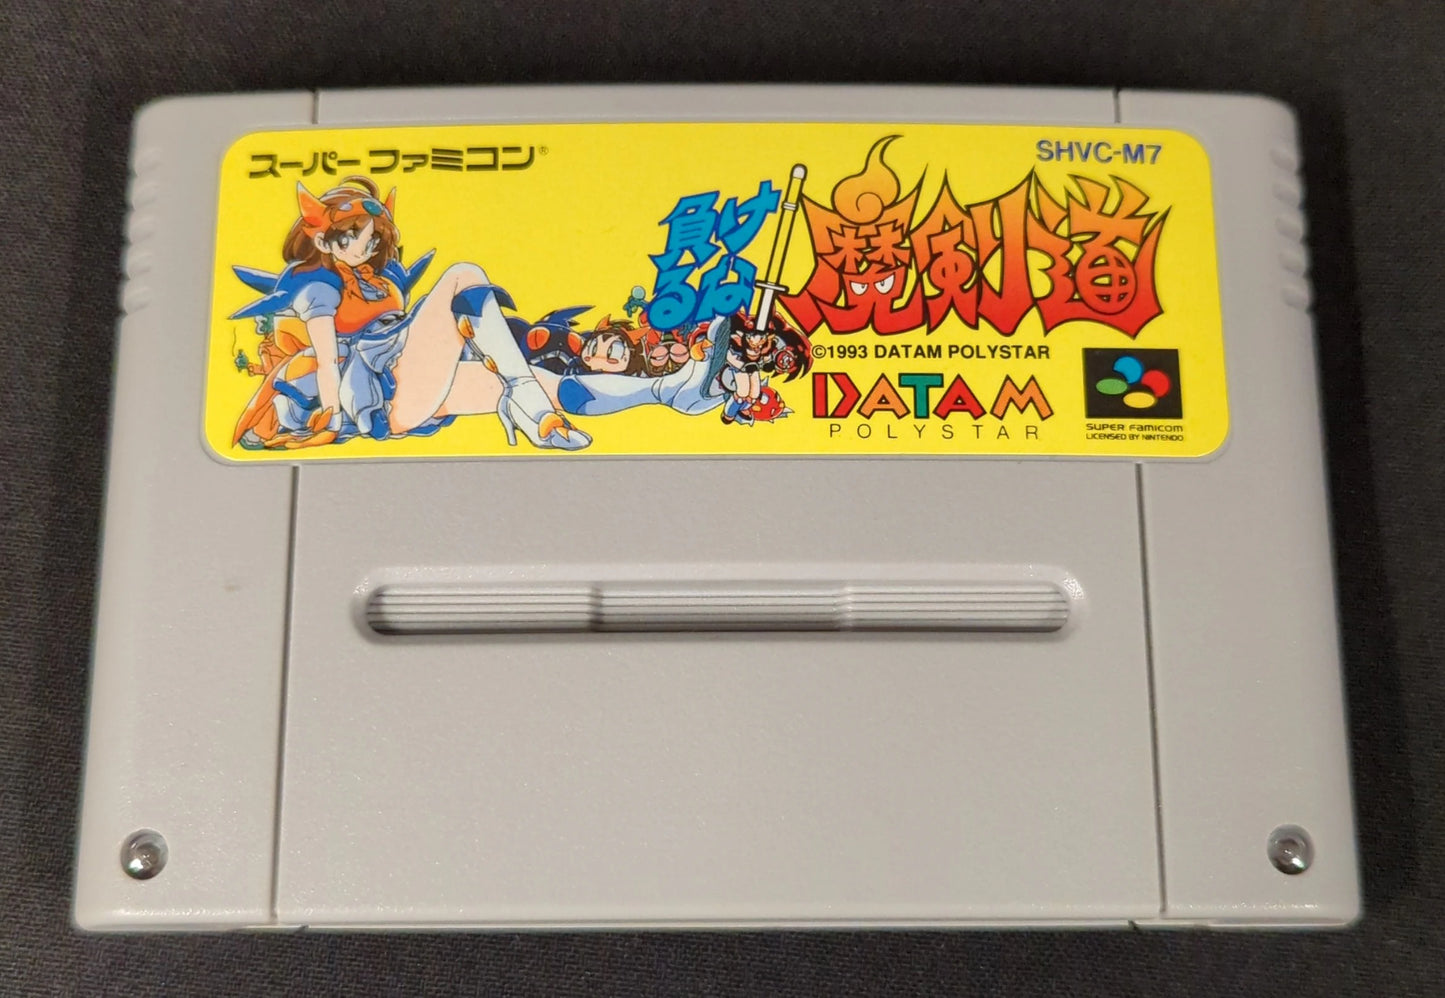 スーパーファミコン®
SHVC-M7
負けるな
魔剣道
©1993 DATAM POLYSTAR
DATAM
POLYSTAR
SUPER FAMICOM
LICENSED BY NINTENDO